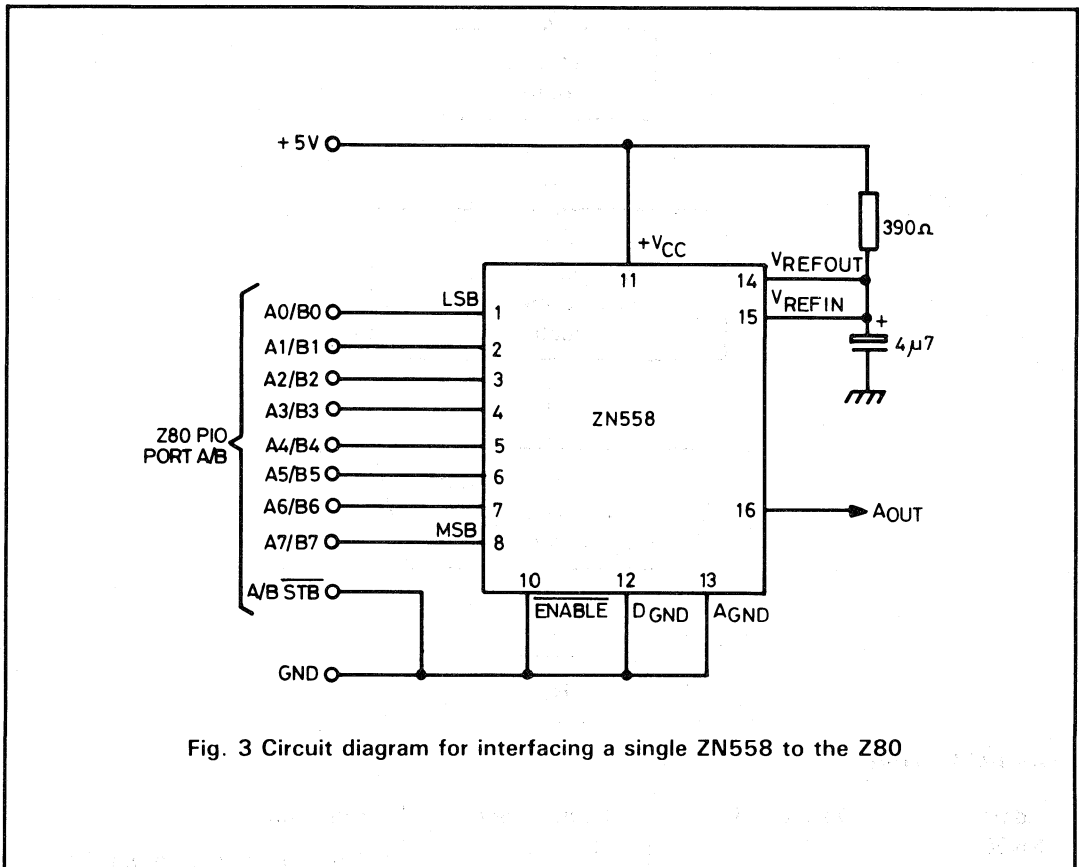 +5V
390Ω
+VCC
11
VREFOUT
14
VREFIN
15
+
4μ7
LSB
A0/B0
1
A1/B1
2
A2/B2
3
A3/B3
4
ZN558
Z80 PIO
PORT A/B
A4/B4
5
A5/B5
6
A6/B6
7
MSB
A7/B7
8
16
AOUT
A/B STB
10
12
13
ENABLE
DGND
AGND
GND
Fig. 3 Circuit diagram for interfacing a single ZN558 to the Z80